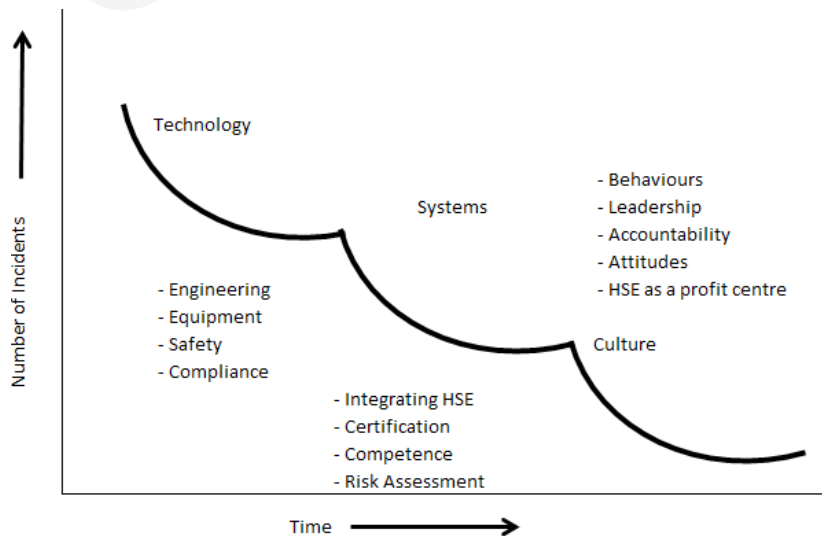 Number of Incidents
Technology
- Engineering
- Equipment
- Safety
- Compliance
Systems
- Integrating HSE
- Certification
- Competence
- Risk Assessment
- Behaviours
- Leadership
- Accountability
- Attitudes
- HSE as a profit centre
Culture
Time